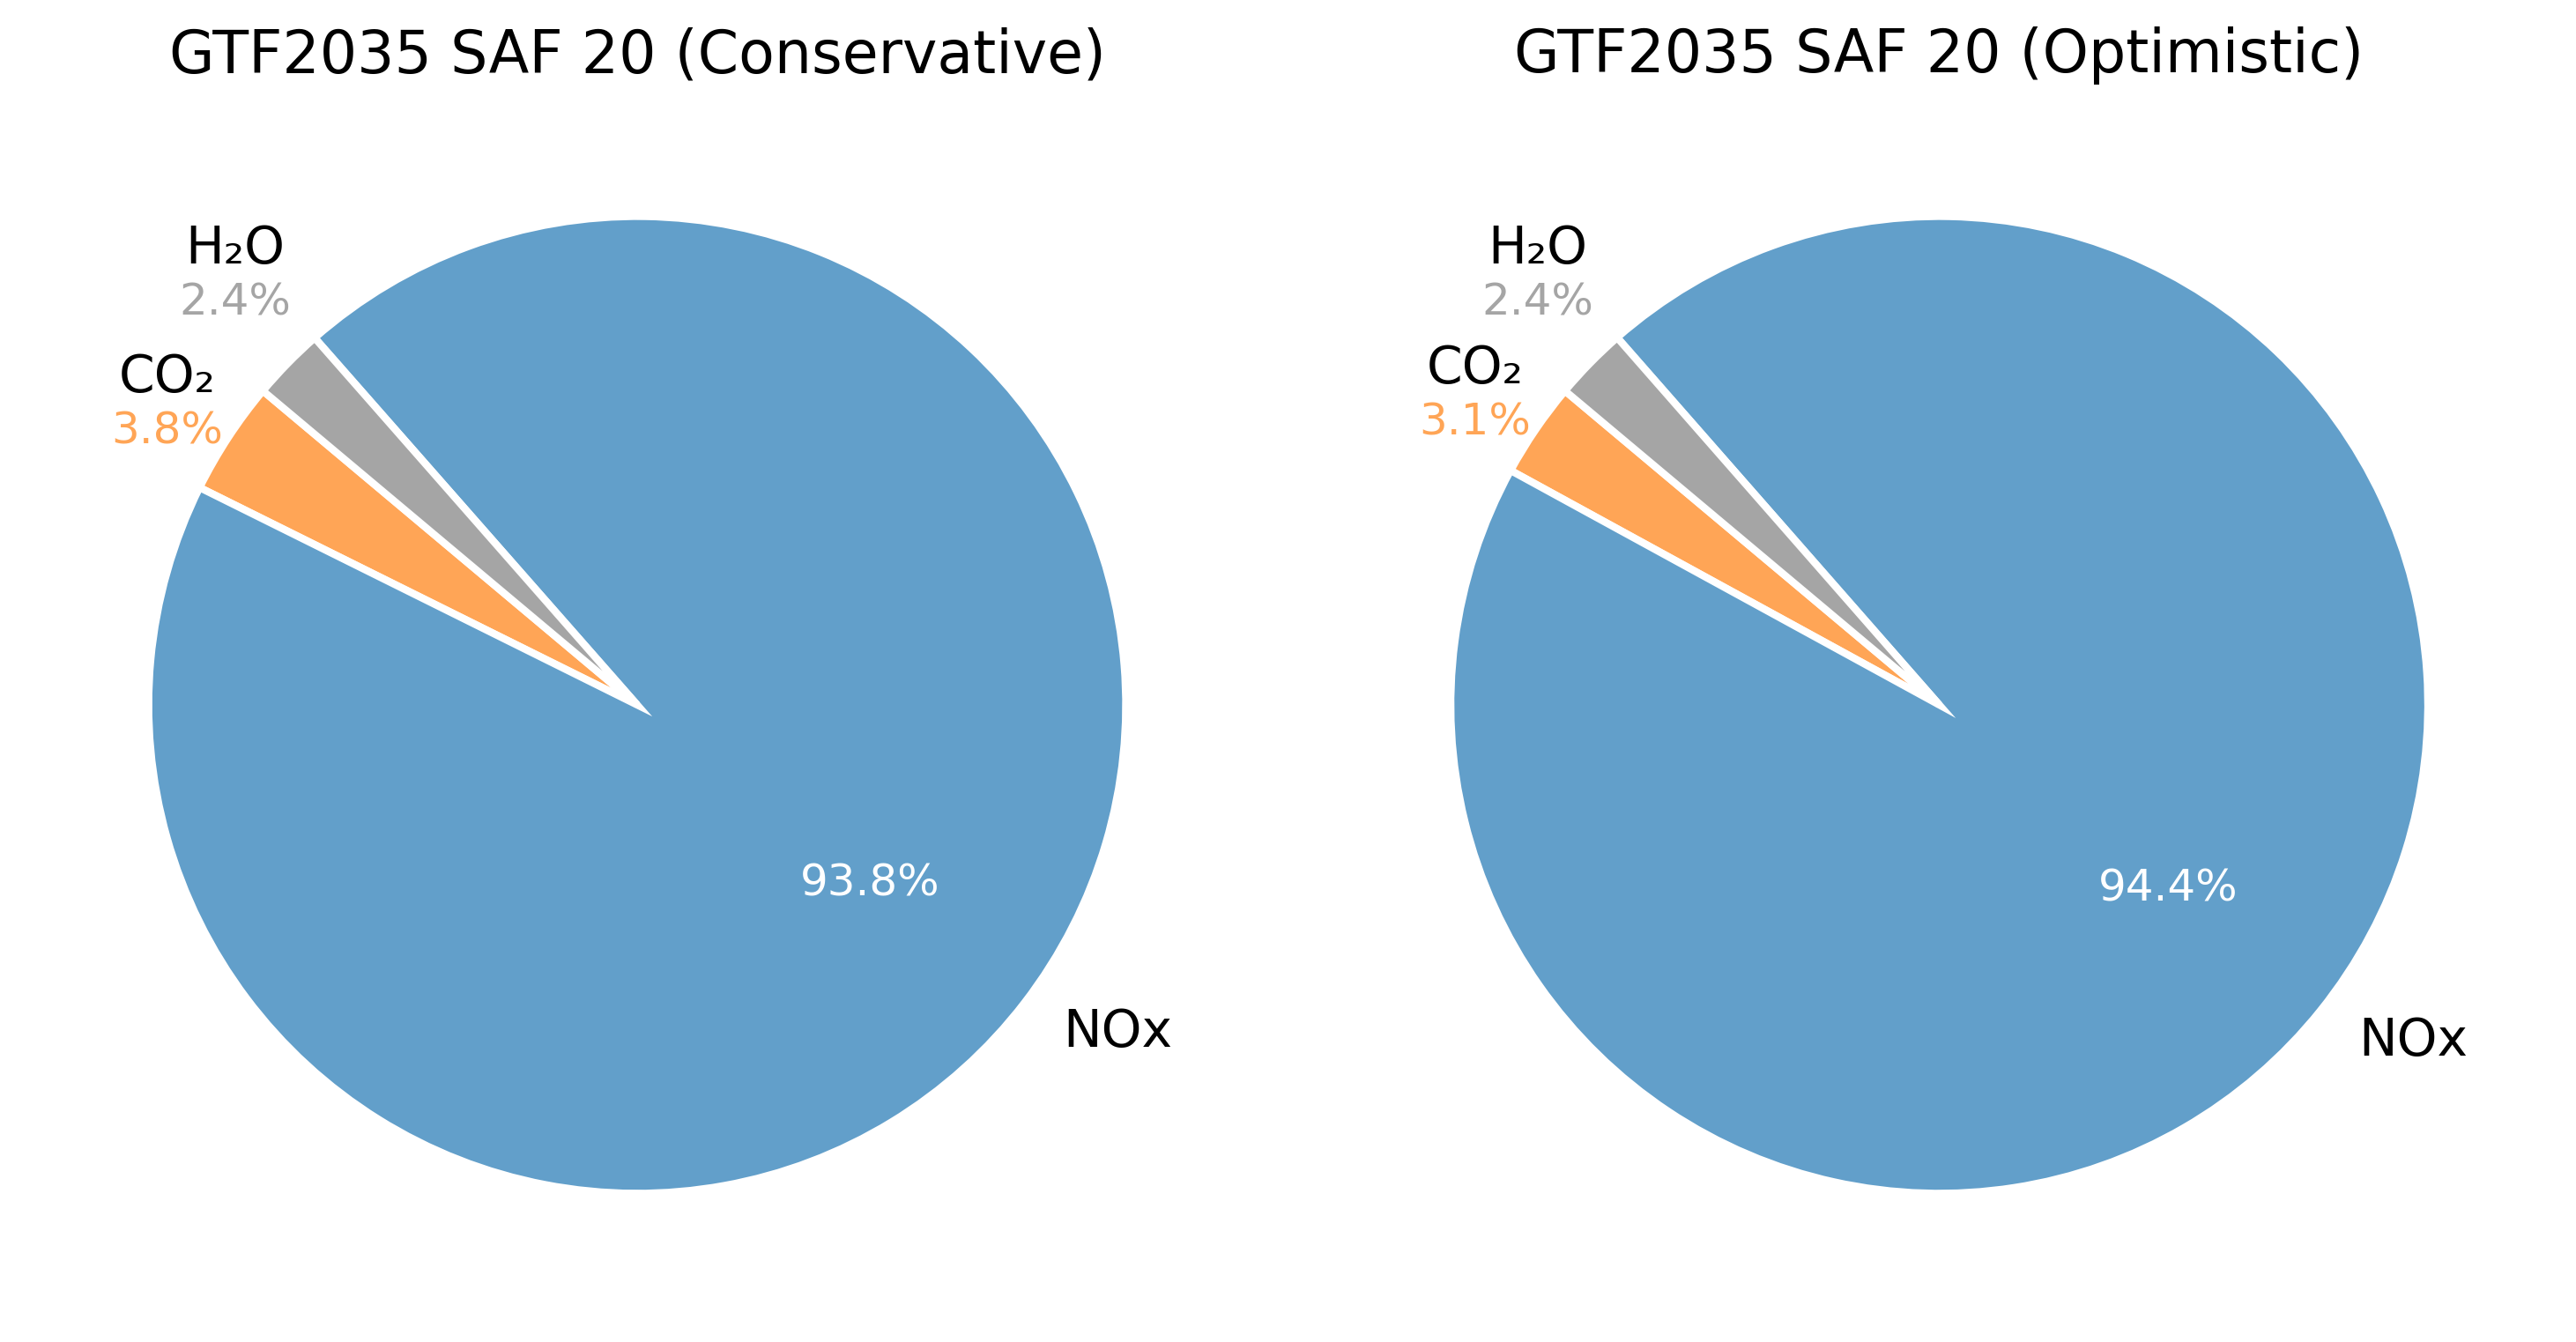 GTF2035 SAF 20 (Conservative)
H₂O
2.4%
CO₂
3.8%
93.8%
NOx
GTF2035 SAF 20 (Optimistic)
H₂O
2.4%
CO₂
3.1%
94.4%
NOx